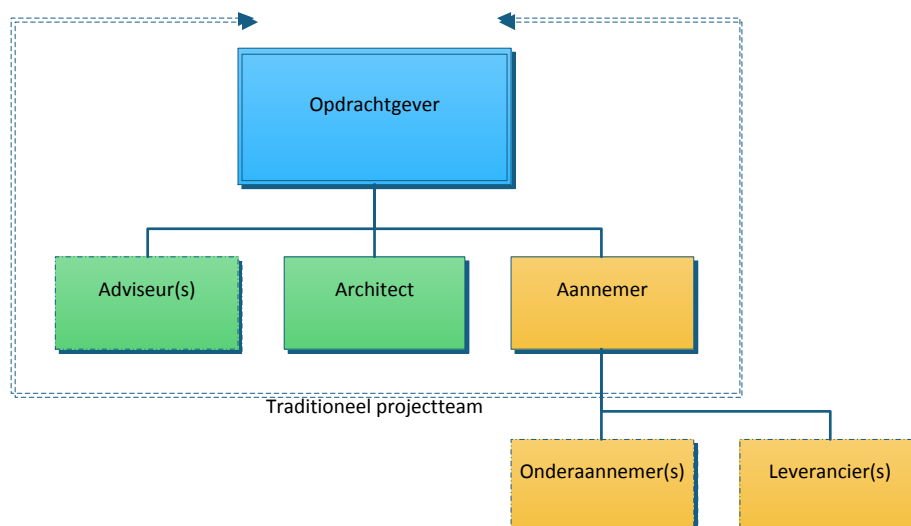 Opdrachtgever
Adviseur(s)
Architect
Aannemer
Traditioneel projectteam
Onderaannemer(s)
Leverancier(s)